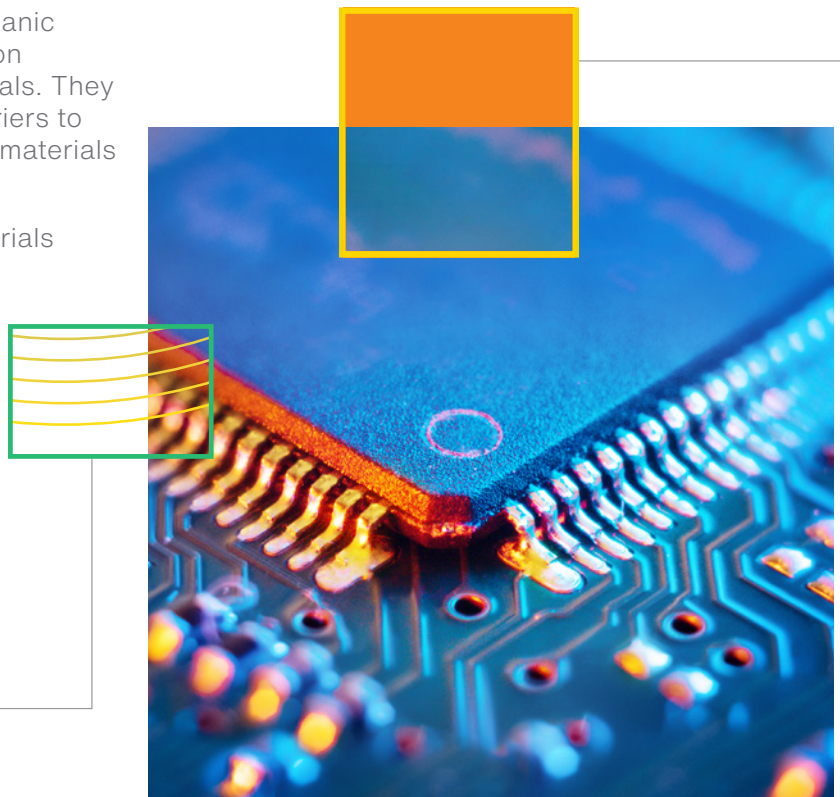 anic
on
als. They
riers to
materials
rials